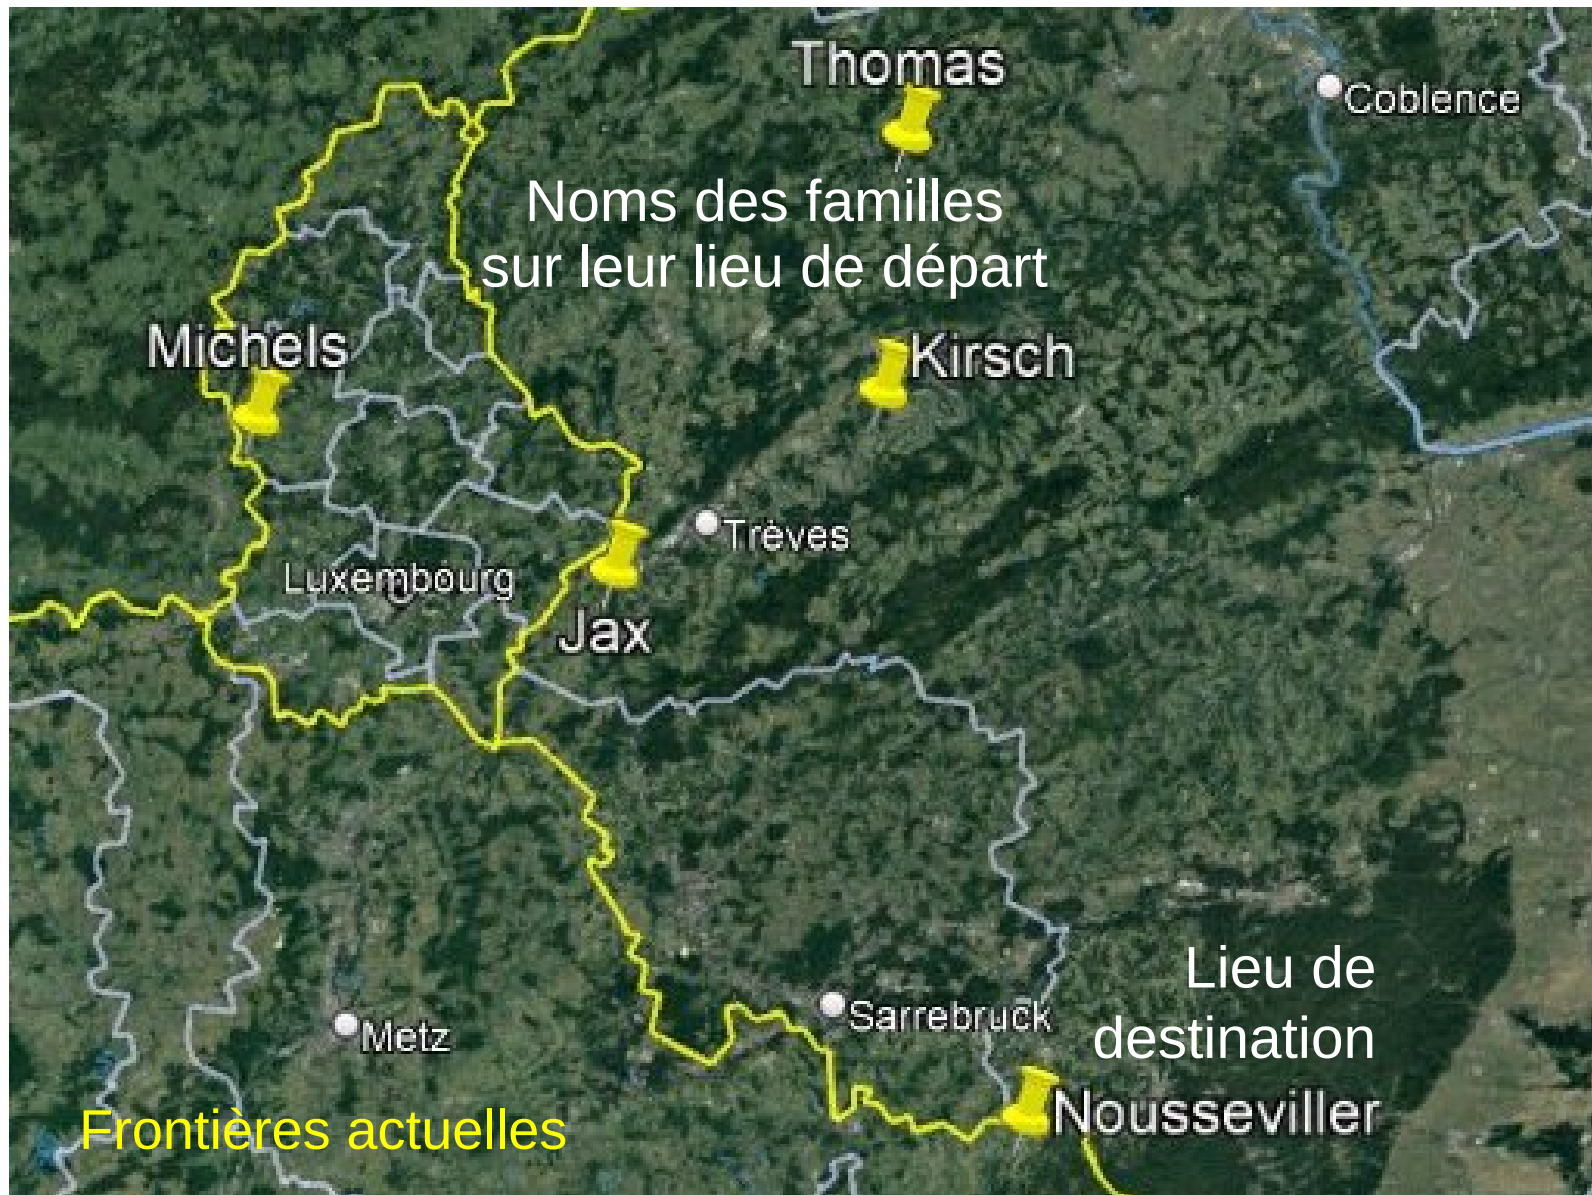 Thomas
Coblence
Noms des familles
sur leur lieu de départ
Michels
Kirsch
Trèves
Luxembourg
Jax
Lieu de
destination
Sarrebruck
Metz
Nousseviller
Frontières actuelles